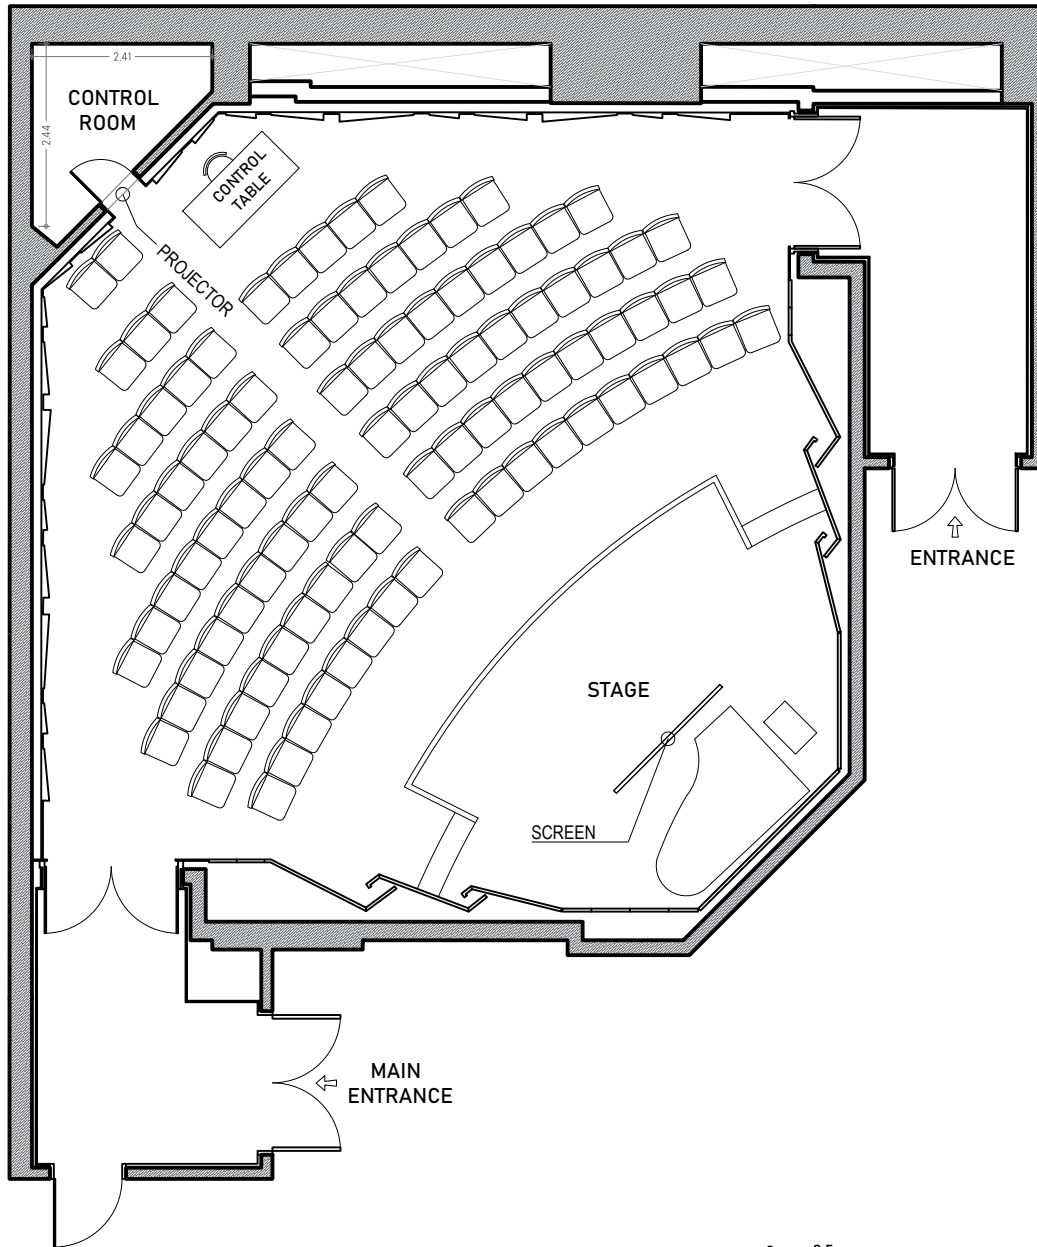 2.41
CONTROL
ROOM
2.44
CONTROL
TABLE
PROJECTOR
ENTRANCE
STAGE
SCREEN
MAIN
ENTRANCE